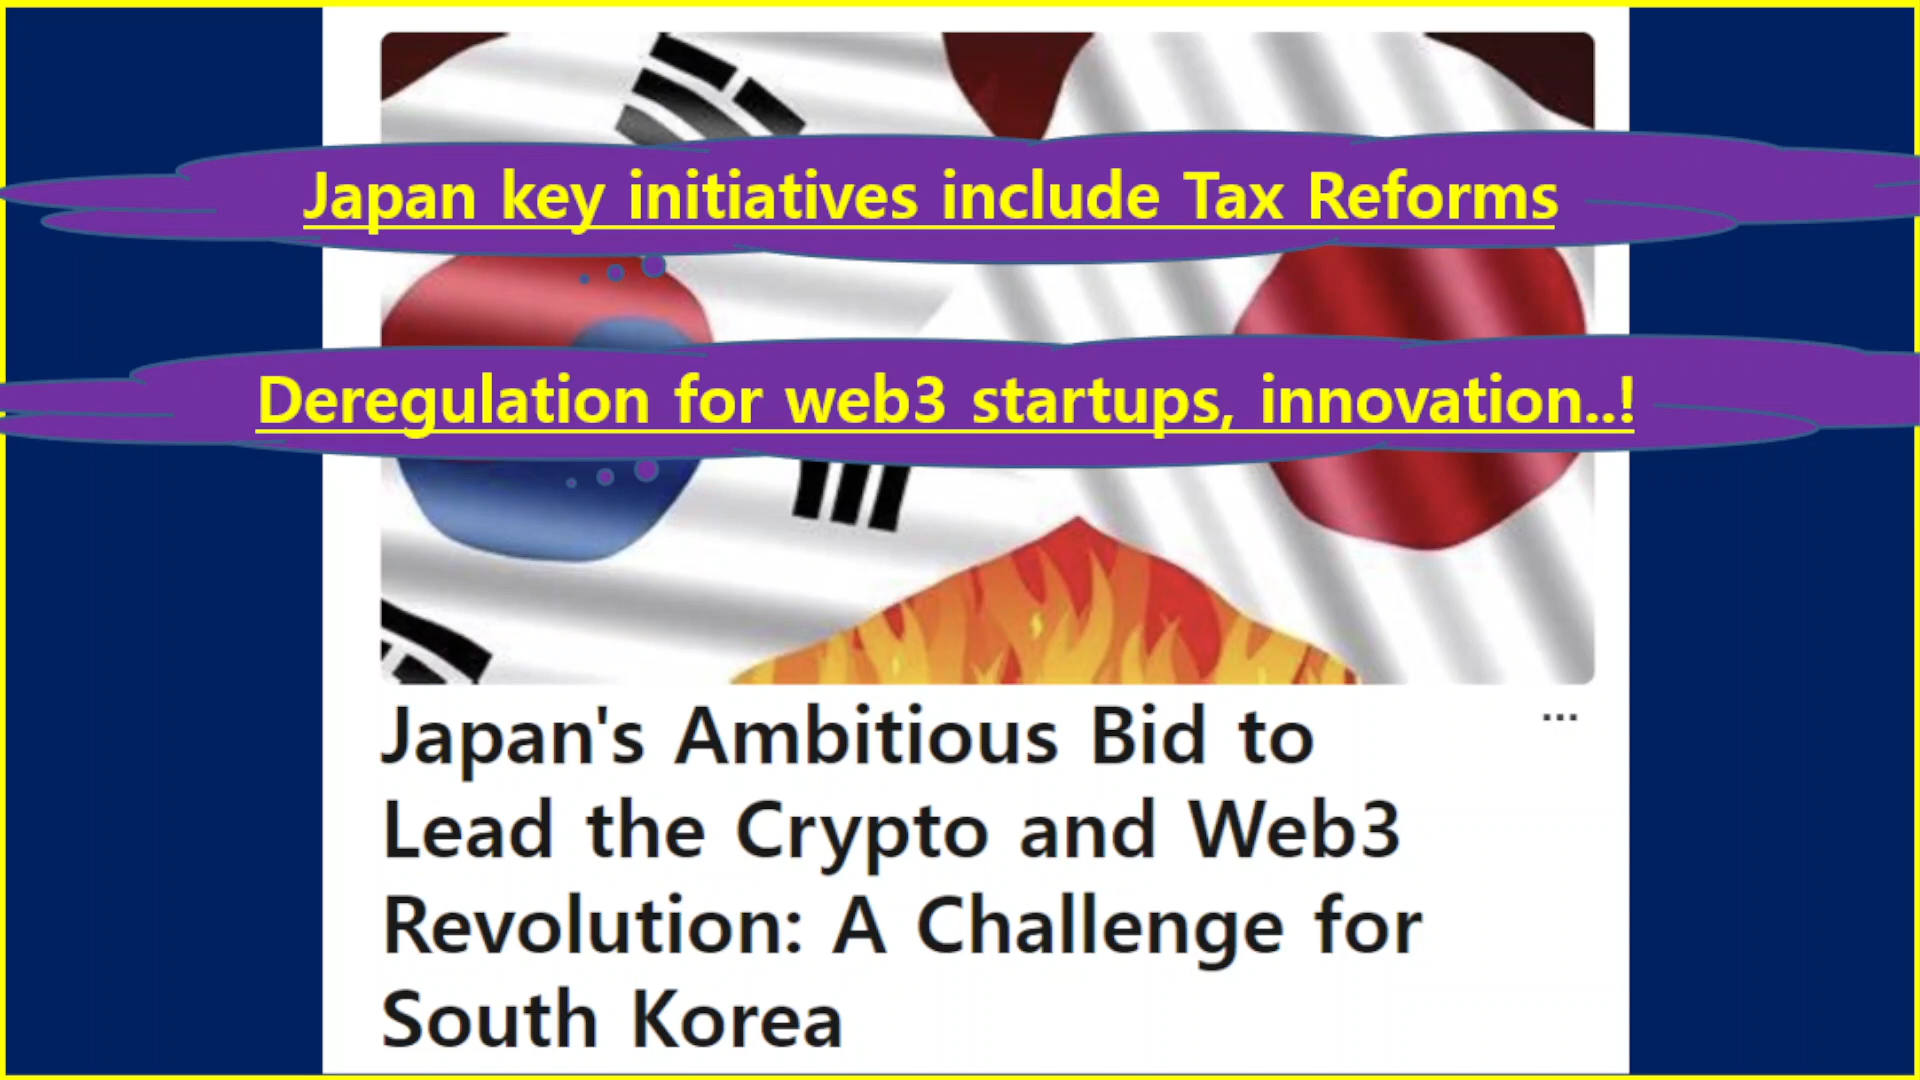 Japan key initiatives include Tax Reforms
Deregulation for web3 startups, innovation..!
Japan's Ambitious Bid to
Lead the Crypto and Web3
Revolution: A Challenge for
South Korea